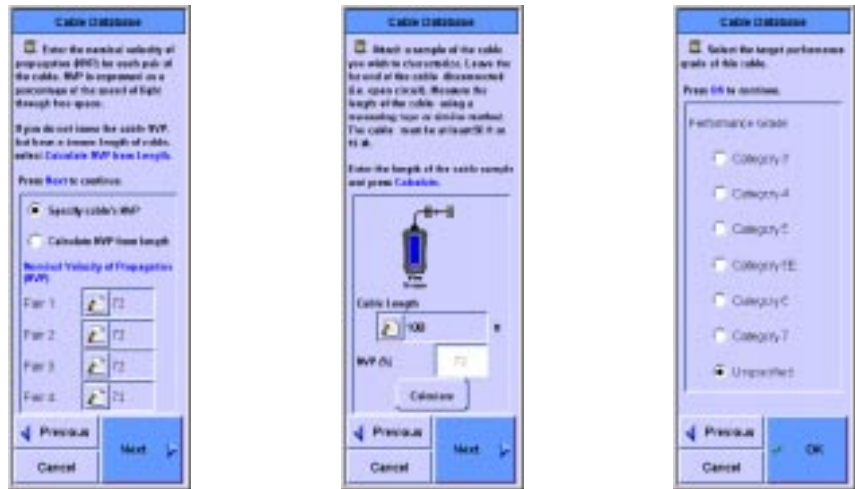 Cable Database
Enter the nominal velocity of
propagation (NVP) for each pair of
the cable. NVP is expressed as a
percentage of the speed of light
through free space.
If you do not know the cable NVP,
but have a known length of cable,
select Calculate NVP from Length.
Press Next to continue.
Specify cable's NVP
Calculate NVP from length
Nominal Velocity of Propagation
(NVP)
Pair 1 72
Pair 2 72
Pair 3 72
Pair 4 72
Previous
Next
Cancel
Cable Database
Attach a sample of the cable
you wish to characterize. Leave the
far end of the cable disconnected
(i.e. open circuit). Measure the
length of the cable using a
measuring tape or similar method.
The cable must be at least 50 ft or
15 m.
Enter the length of the cable sample
and press Calculate.
Cable Length
100
NVP (%) 72
Calculate
Previous
Next
Cancel
Cable Database
Select the target performance
grade of this cable.
Press OK to continue.
Performance Grade
Category 3
Category 4
Category 5
Category 5E
Category 6
Category 7
Unspecified
Previous
OK
Cancel